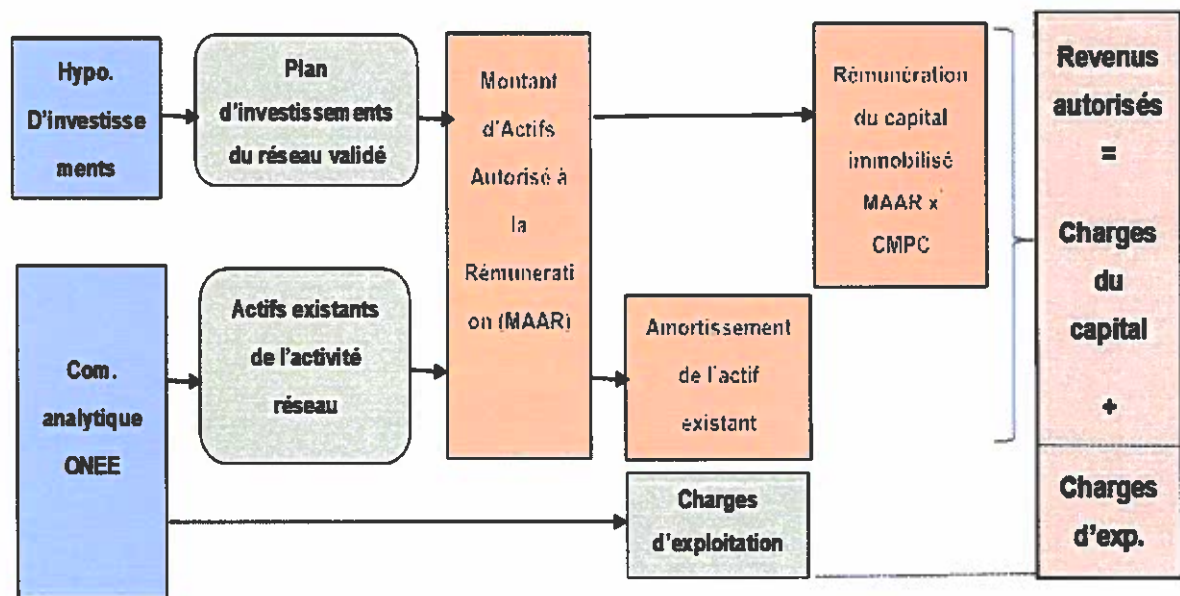 Hypo.
D'investisse
ments
Plan
d'investissements
du réseau validé
Montant
d'Actifs
Autorisé à
la
Rémunerati
on (MAAR)
Rémunération
du capital
immobilisé
MAAR x
CMPC
Revenus
autorisés
=
Charges
du
capital
+
Charges
d'exp.
Com.
analytique
ONEE
Actifs existants
de l'activité
réseau
Amortissement
de l'actif
existant
Charges
d'exploitation